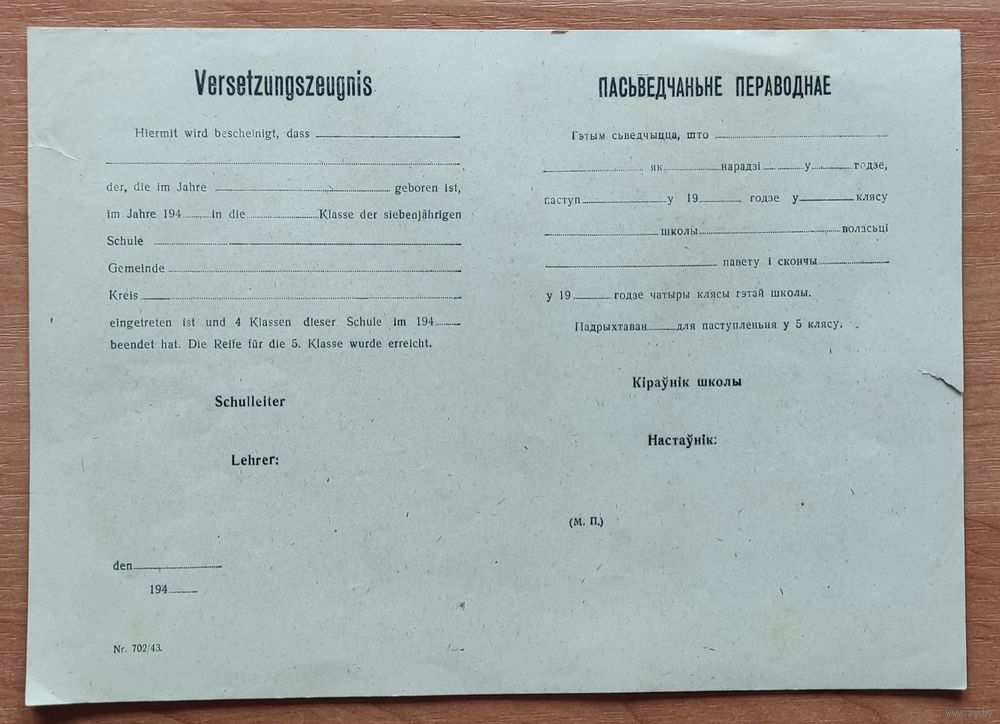 Versetzungszeugnis
Hiermit wird bescheinigt, dass
der, die im Jahre geboren ist,
im Jahre 194 in die Klasse der siebenjährigen
Schule
Gemeinde
Kreis
eingetreten ist und 4 Klassen dieser Schule im 194
beendet hat. Die Reife für die 5. Klasse wurde erreicht.
Schulleiter
Lehrer:
den
194
Nr. 702/43.
ПАСЬВЕДЧАНЬНЕ ПЕРАВОДНАЕ
Гэтым сьведчыцца, што
як нарадзі у годзе,
паступ у 19 годзе у клясу
школы воласьці
павету і скончы
у 19 годзе чатыры клясы гэтай школы.
Падрыхтаван для паступленьня у 5 клясу.
Кіраўнік школы
Настаўнік:
(М. П.)
www.ay.by